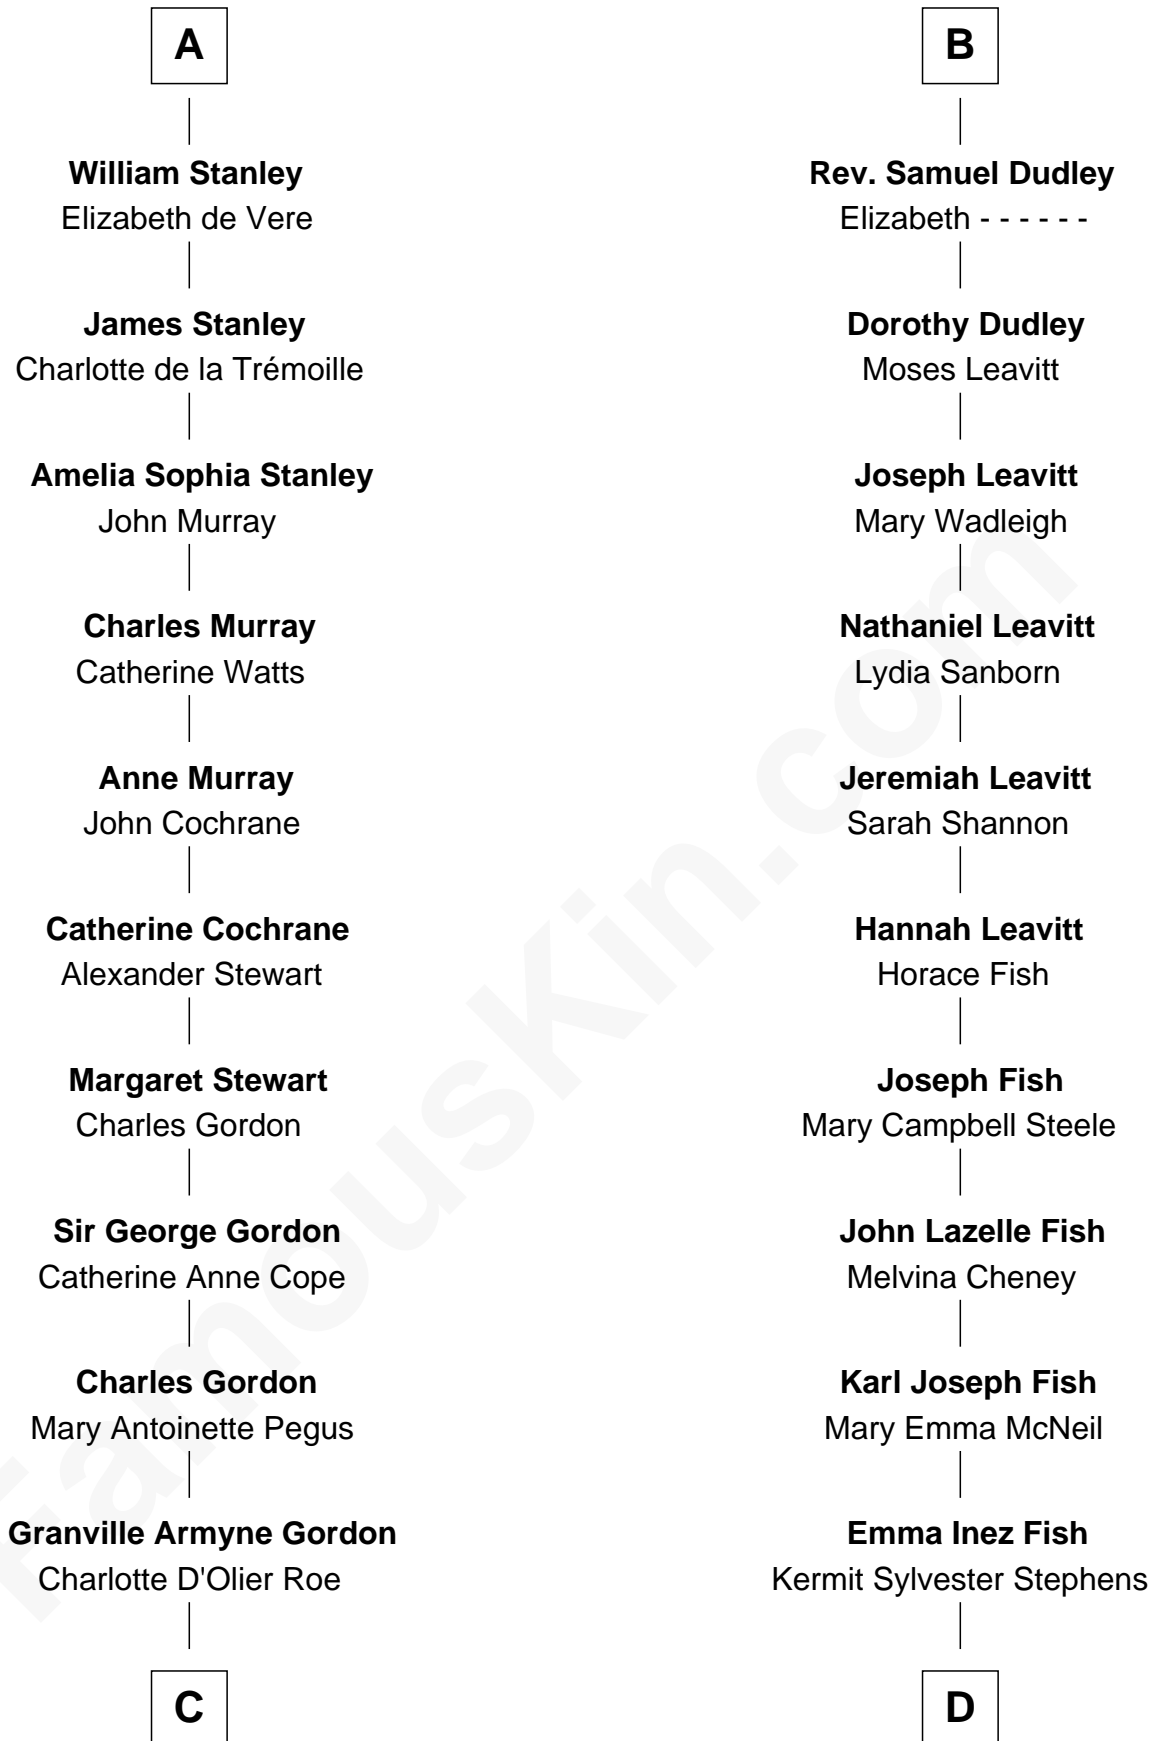 A
William Stanley
Elizabeth de Vere
James Stanley
Charlotte de la Trémoille
Amelia Sophia Stanley
John Murray
Charles Murray
Catherine Watts
Anne Murray
John Cochrane
Catherine Cochrane
Alexander Stewart
Margaret Stewart
Charles Gordon
Sir George Gordon
Catherine Anne Cope
Charles Gordon
Mary Antoinette Pegus
Granville Armyne Gordon
Charlotte D'Olier Roe
C
B
Rev. Samuel Dudley
Elizabeth - - - - - -
Dorothy Dudley
Moses Leavitt
Joseph Leavitt
Mary Wadleigh
Nathaniel Leavitt
Lydia Sanborn
Jeremiah Leavitt
Sarah Shannon
Hannah Leavitt
Horace Fish
Joseph Fish
Mary Campbell Steele
John Lazelle Fish
Melvina Cheney
Karl Joseph Fish
Mary Emma McNeil
Emma Inez Fish
Kermit Sylvester Stephens
D
FamousKin.com